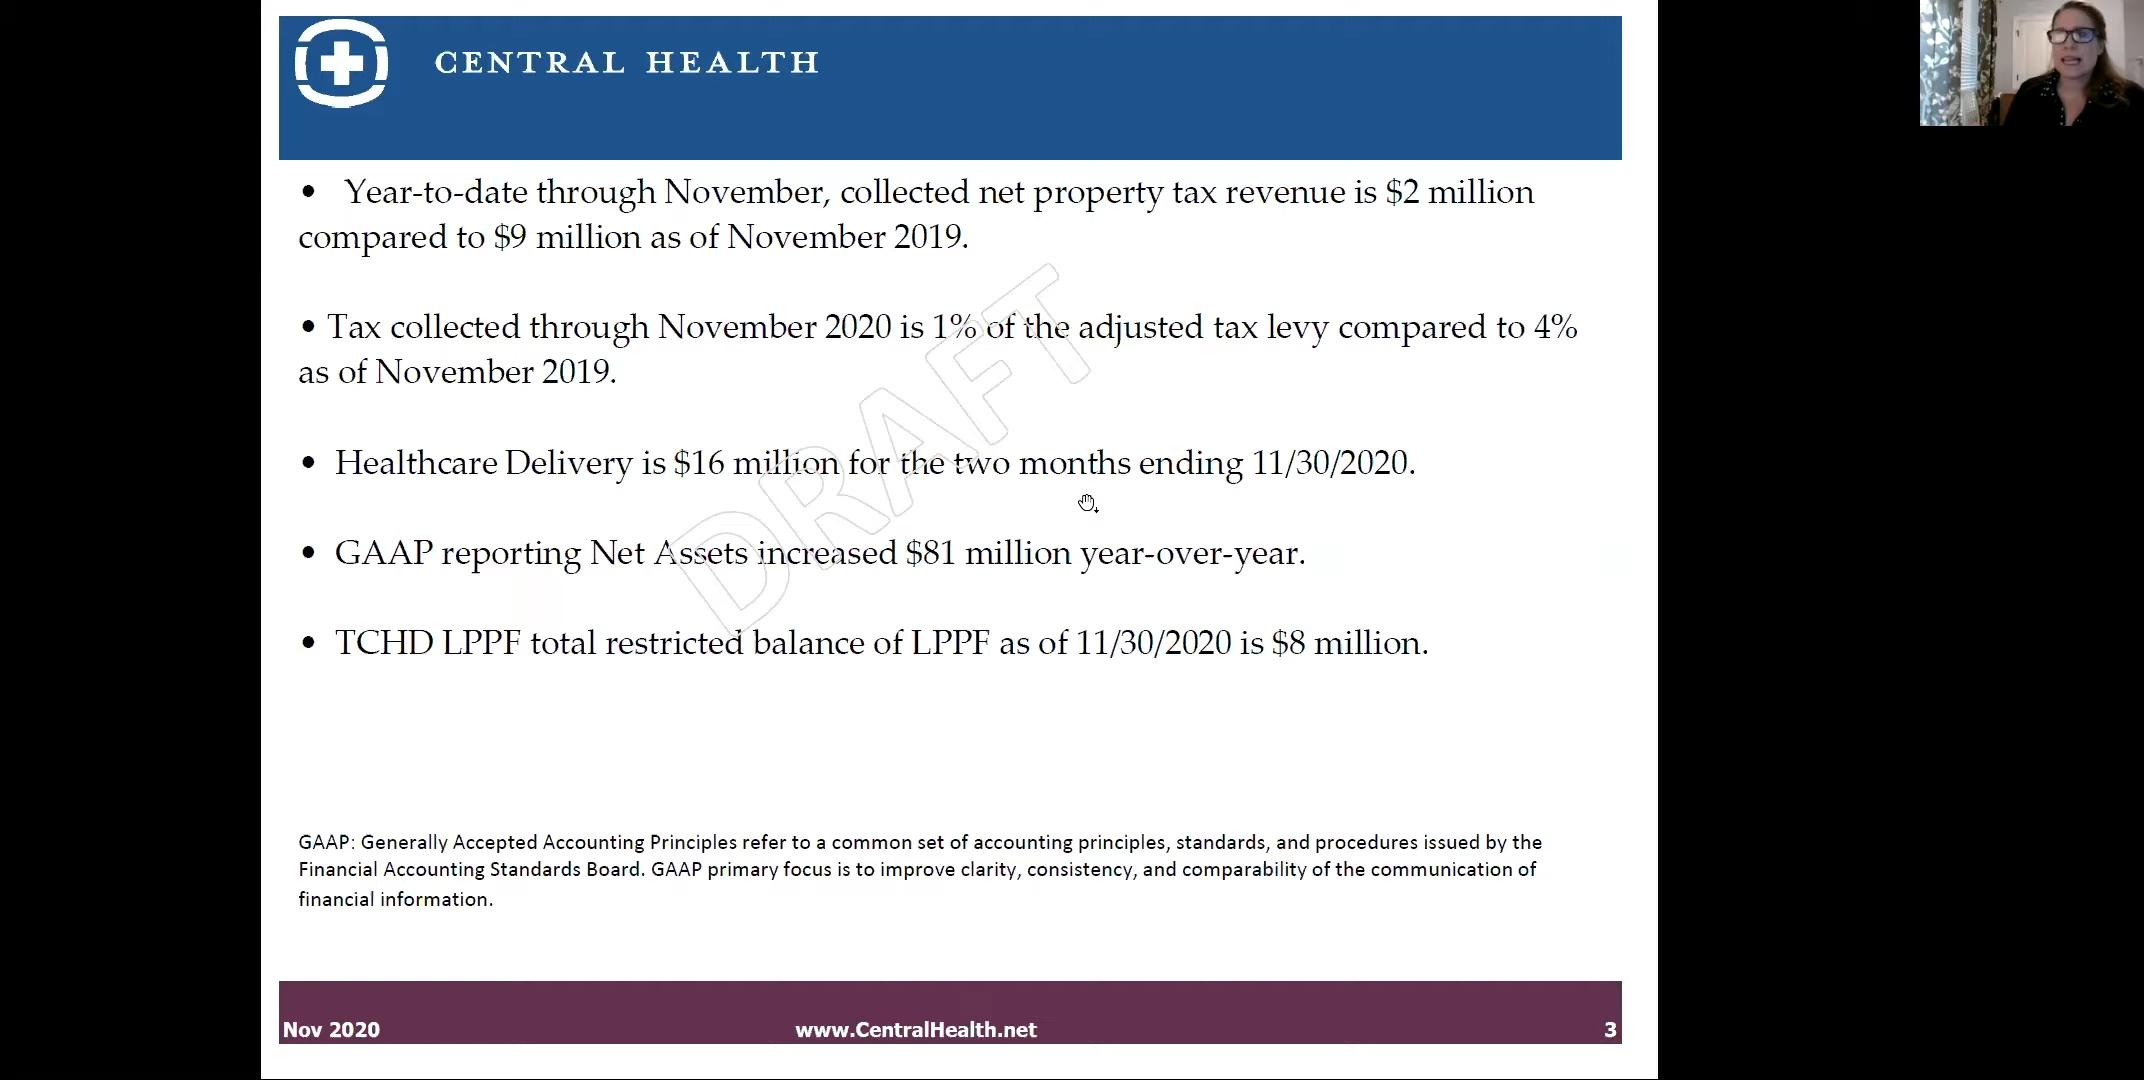 CENTRAL HEALTH
• Year-to-date through November, collected net property tax revenue is $2 million
compared to $9 million as of November 2019.
• Tax collected through November 2020 is 1% of the adjusted tax levy compared to 4%
as of November 2019.
• Healthcare Delivery is $16 million for the two months ending 11/30/2020.
• GAAP reporting Net Assets increased $81 million year-over-year.
• TCHD LPPF total restricted balance of LPPF as of 11/30/2020 is $8 million.
DRAFT
GAAP: Generally Accepted Accounting Principles refer to a common set of accounting principles, standards, and procedures issued by the
Financial Accounting Standards Board. GAAP primary focus is to improve clarity, consistency, and comparability of the communication of
financial information.
Nov 2020
www.CentralHealth.net
3